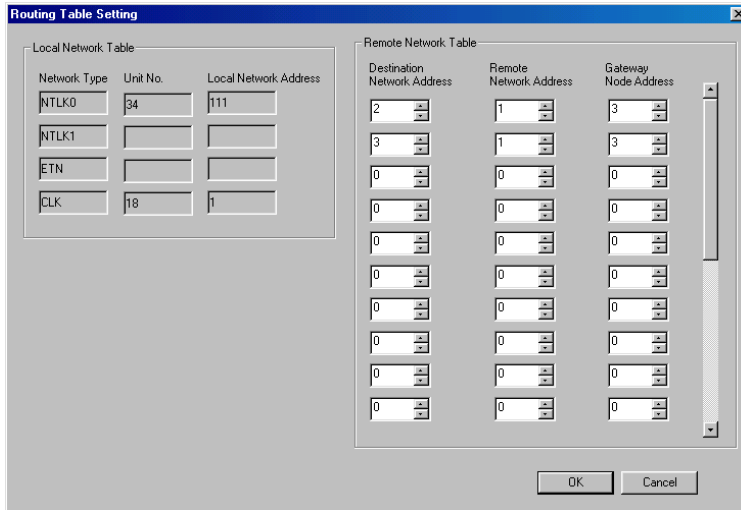 Routing Table Setting
Local Network Table
Network Type Unit No. Local Network Address
NTLK0 34 111
NTLK1
ETN
CLK 18 1
Remote Network Table
Destination Network Address Remote Network Address Gateway Node Address
2 1 3
3 1 3
0 0 0
0 0 0
0 0 0
0 0 0
0 0 0
0 0 0
0 0 0
0 0 0
OK Cancel